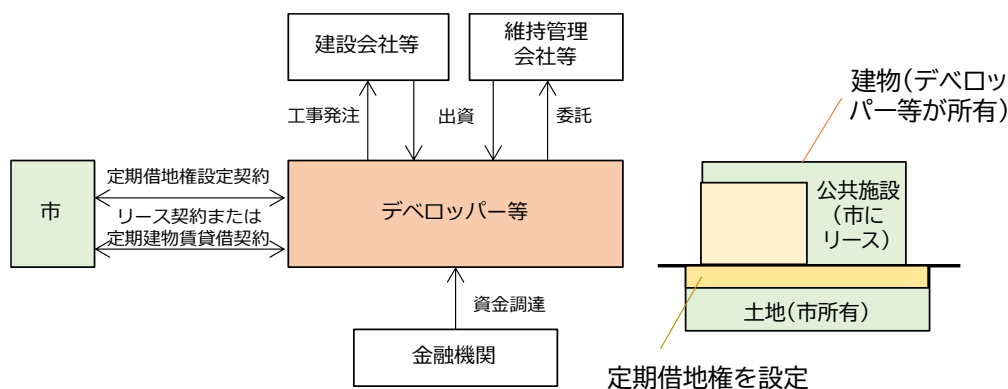 建設会社等
維持管理
会社等
工事発注
出資
委託
市
定期借地権設定契約
リース契約または
定期建物賃貸借契約
デベロッパー等
資金調達
金融機関
建物(デベロッ
パー等が所有)
公共施設
(市に
リース)
土地(市所有)
定期借地権を設定